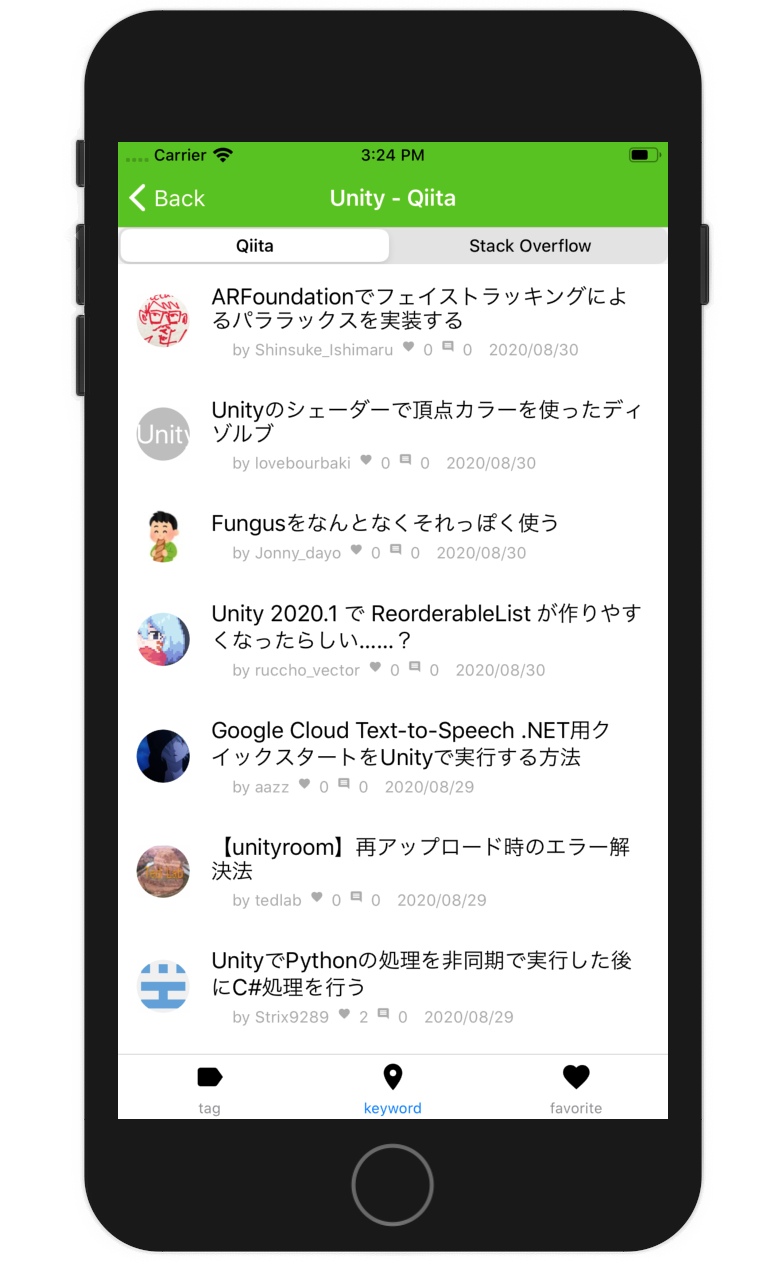 Carrier 3:24 PM
Back Unity - Qiita
Qiita Stack Overflow
ARFoundationでフェイストラッキングによ
るパララックスを実装する
by Shinsuke_Ishimaru 0 0 2020/08/30
Unity
Unityのシェーダーで頂点カラーを使ったディ
ゾルブ
by lovebourbaki 0 0 2020/08/30
Fungusをなんとなくそれっぽく使う
by Jonny_dayo 0 0 2020/08/30
Unity 2020.1 で ReorderableList が作りやす
くなったらしい……？
by ruccho_vector 0 0 2020/08/30
Google Cloud Text-to-Speech .NET用ク
イックスタートをUnityで実行する方法
by aazz 0 0 2020/08/29
【unityroom】再アップロード時のエラー解
決法
by tedlab 0 0 2020/08/29
UnityでPythonの処理を非同期で実行した後
にC#処理を行う
by Strix9289 2 0 2020/08/29
tag keyword favorite